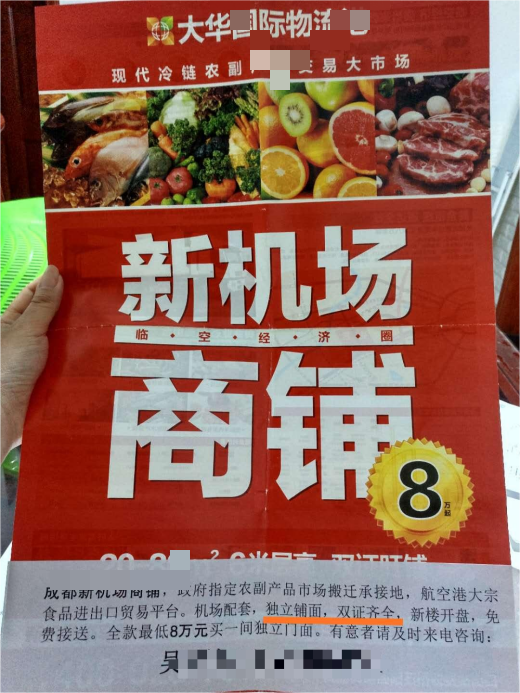 大华国际物流
现代冷链农副 交易大市场
新机场
临·空·经·济·圈
商铺
8万起
成都新机场商铺，政府指定农副产品市场搬迁承接地，航空港大宗
食品进出口贸易平台。机场配套，独立铺面，双证齐全，新楼开盘，免
费接送。全款最低8万元买一间独立门面。有意者请及时来电咨询：
吴